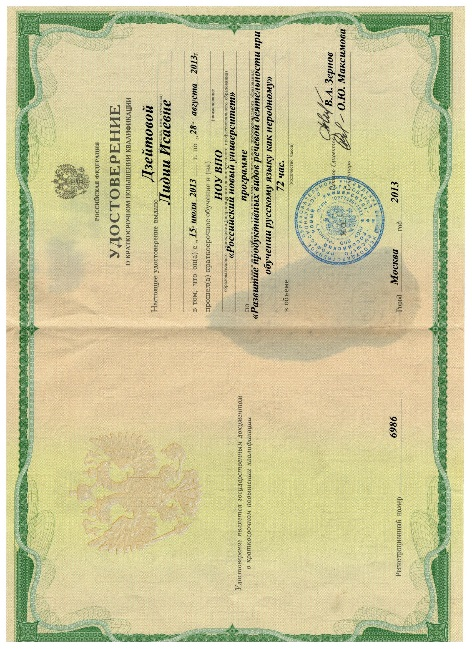 Удостоверение является государственным документом
о краткосрочном повышении квалификации
Регистрационный номер 6986
РОССИЙСКАЯ ФЕДЕРАЦИЯ
УДОСТОВЕРЕНИЕ
О КРАТКОСРОЧНОМ ПОВЫШЕНИИ КВАЛИФИКАЦИИ
Настоящее удостоверение выдано Дзейтовой
Лидии Исаевне
в том, что он(а) с „15„ июля 2013 г. по „28„ августа 2013г.
прошел(а) краткосрочное обучение в (на)
НОУ ВПО
«Российский новый университет»
по программе
«Развитие продуктивных видов речевой деятельности при
обучении русскому языку как неродному»
в объеме 72 час.
В.А. Зернов
О.Ю. Максимова
Город Москва год 2013